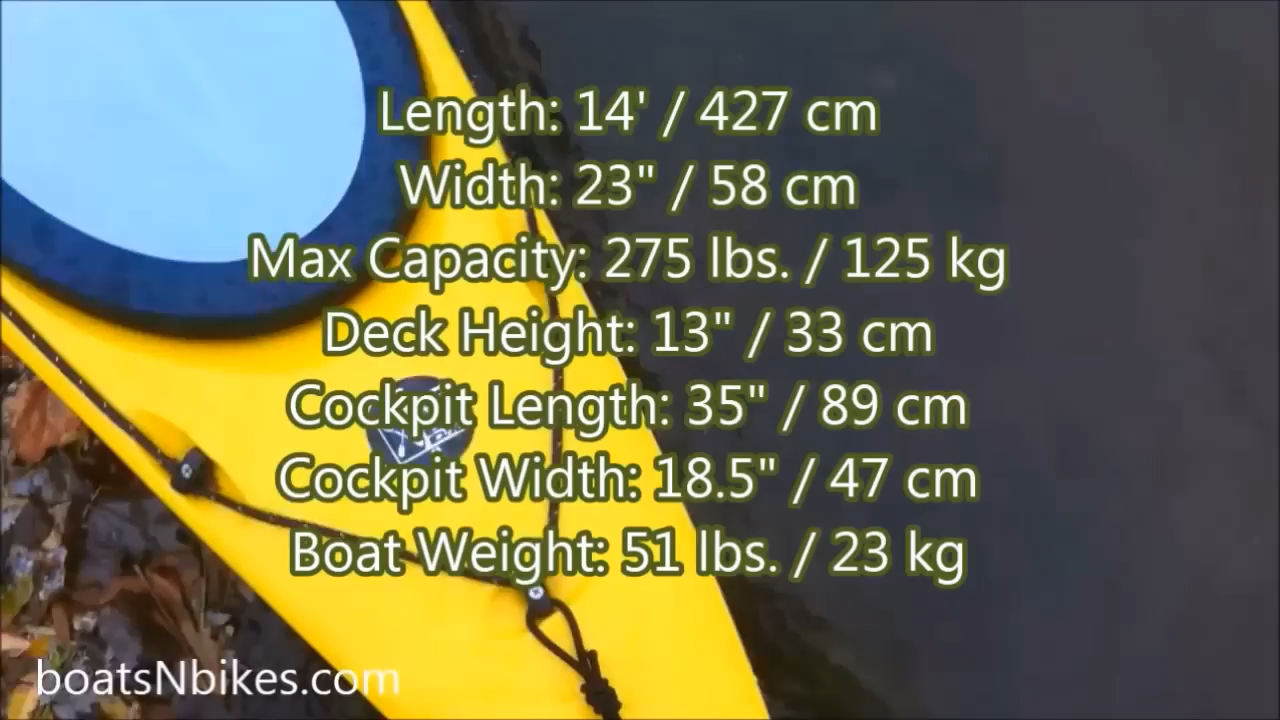 Length: 14' / 427 cm
Width: 23" / 58 cm
Max Capacity: 275 lbs. / 125 kg
Deck Height: 13" / 33 cm
Cockpit Length: 35" / 89 cm
Cockpit Width: 18.5" / 47 cm
Boat Weight: 51 lbs. / 23 kg
boatsNbikes.com